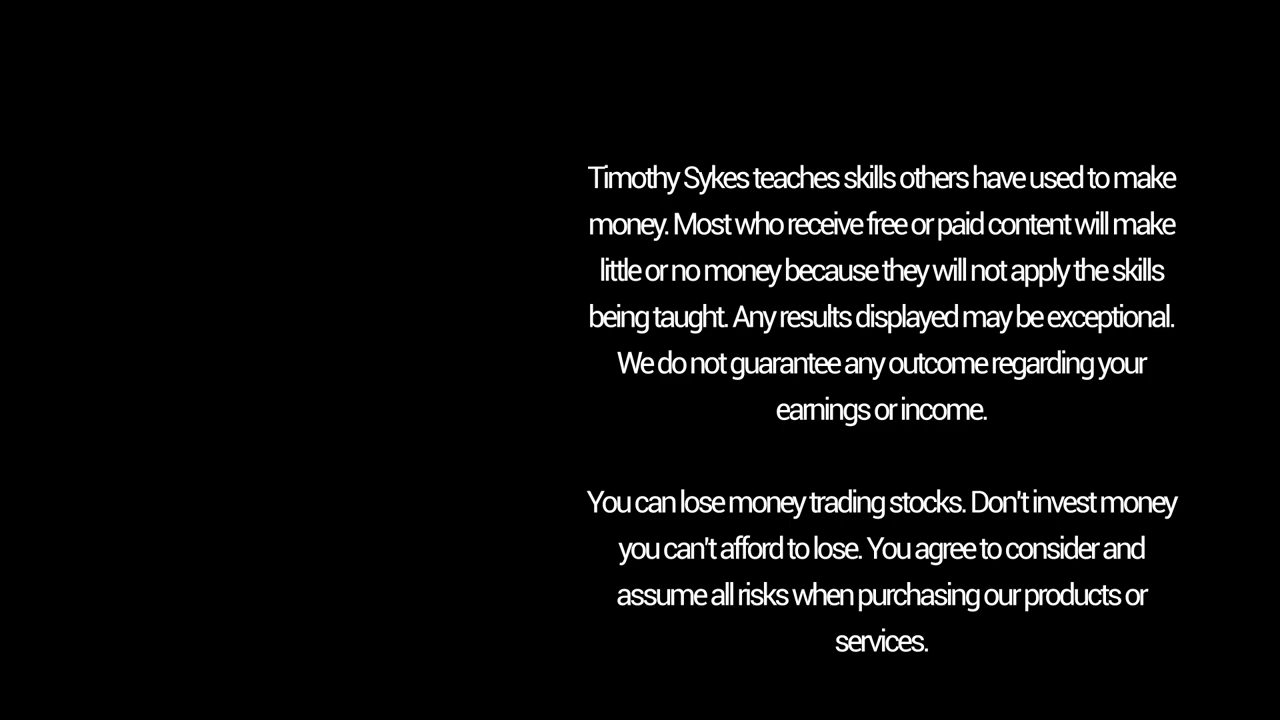 Timothy Sykes teaches skills others have used to make
money. Most who receive free or paid content will make
little or no money because they will not apply the skills
being taught. Any results displayed may be exceptional.
We do not guarantee any outcome regarding your
earnings or income.
You can lose money trading stocks. Don't invest money
you can't afford to lose. You agree to consider and
assume all risks when purchasing our products or
services.